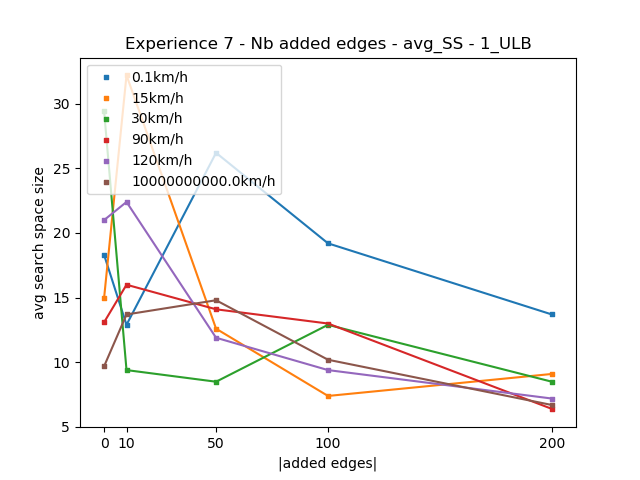 Experience 7 - Nb added edges - avg_SS - 1_ULB
0.1km/h
15km/h
30km/h
90km/h
120km/h
10000000000.0km/h
avg search space size
30
25
20
15
10
5
0 10 50 100 200
|added edges|